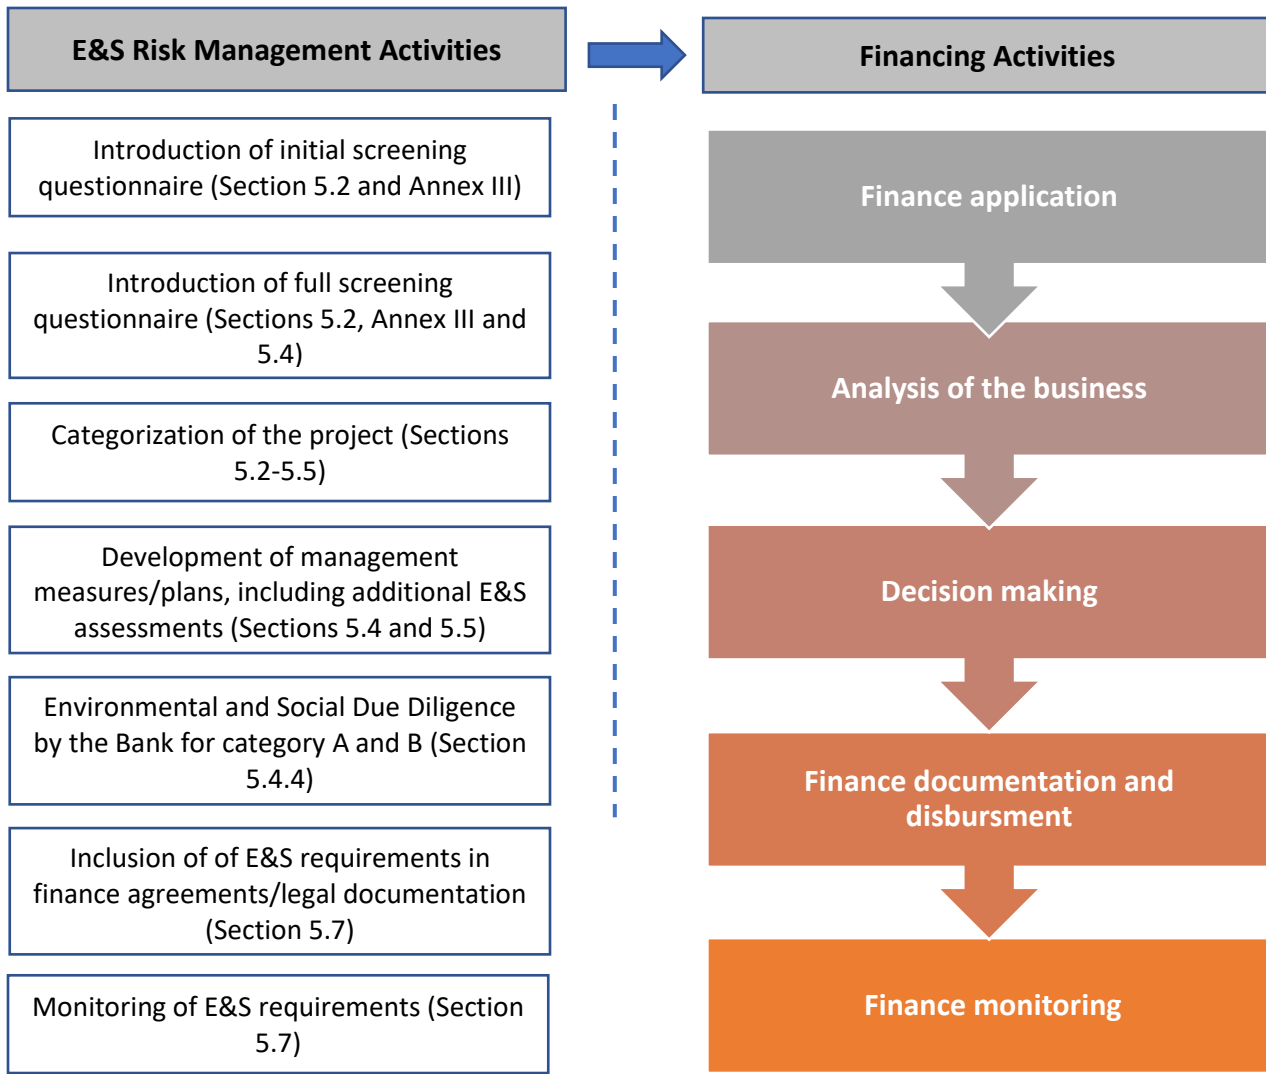 E&S Risk Management Activities
Financing Activities
Introduction of initial screening
questionnaire (Section 5.2 and Annex III)
Introduction of full screening
questionnaire (Sections 5.2, Annex III and
5.4)
Categorization of the project (Sections
5.2-5.5)
Development of management
measures/plans, including additional E&S
assessments (Sections 5.4 and 5.5)
Environmental and Social Due Diligence
by the Bank for category A and B (Section
5.4.4)
Inclusion of of E&S requirements in
finance agreements/legal documentation
(Section 5.7)
Monitoring of E&S requirements (Section
5.7)
Finance application
Analysis of the business
Decision making
Finance documentation and
disbursment
Finance monitoring